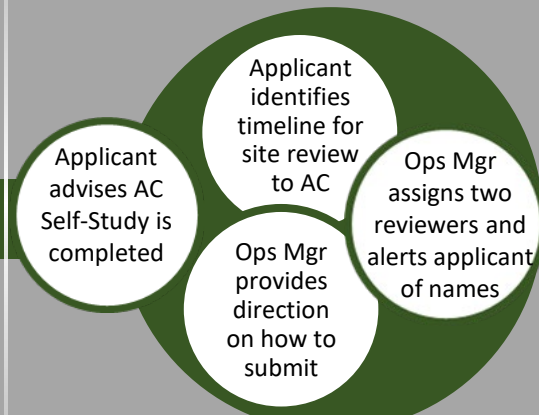 Applicant
advises AC
Self-Study is
completed
Applicant
identifies
timeline for
site review
to AC
Ops Mgr
provides
direction
on how to
submit
Ops Mgr
assigns two
reviewers and
alerts applicant
of names